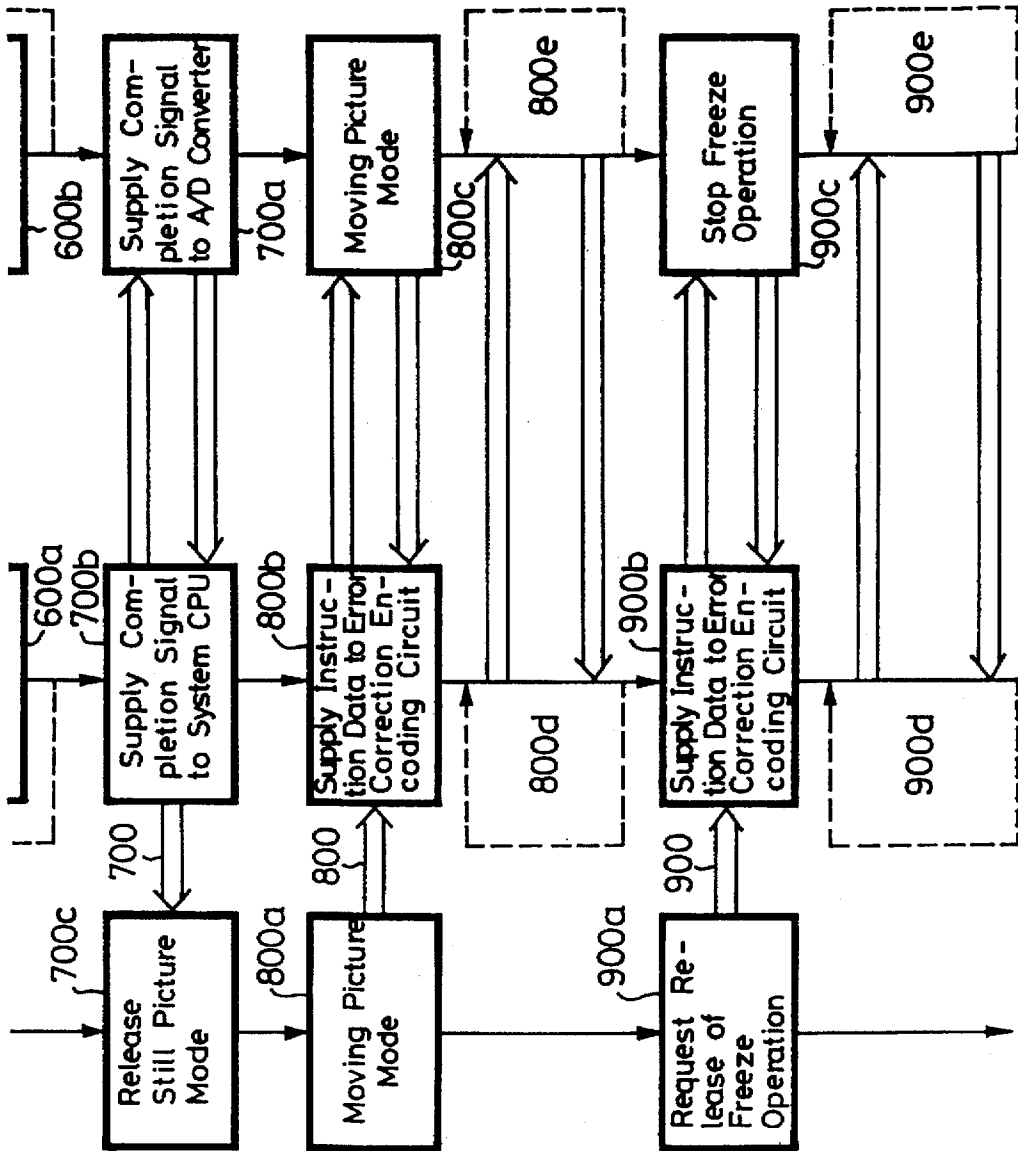 600b
600a
700c
Release
Still Picture
Mode
700
700b
Supply Com-
pletion Signal
to System CPU
Supply Com-
pletion Signal
to A/D Converter
700a
800a
Moving Picture
Mode
800
800b
Supply Instruc-
tion Data to Error
Correction En-
coding Circuit
Moving Picture
Mode
800c
800d
800e
900a
Request Re-
lease of
Freeze
Operation
900
900b
Supply Instruc-
tion Data to Error
Correction En-
coding Circuit
Stop Freeze
Operation
900c
900d
900e